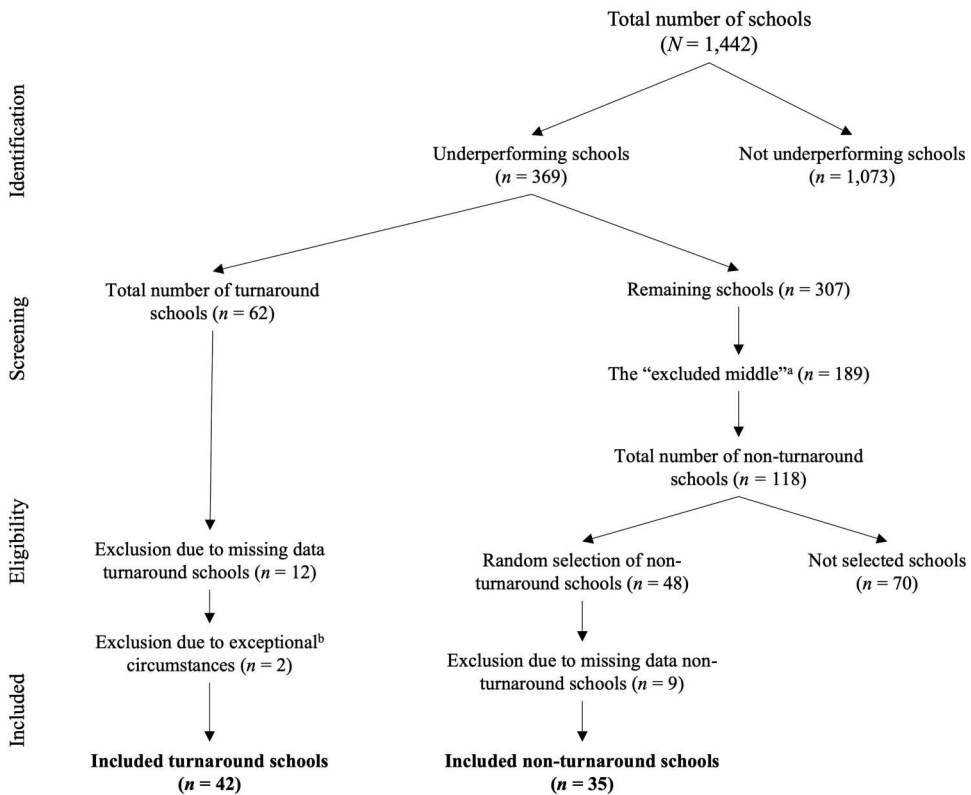 Total number of schools
(N = 1,442)
Identification
Underperforming schools
(n = 369)
Not underperforming schools
(n = 1,073)
Screening
Total number of turnaround
schools (n = 62)
Remaining schools (n = 307)
The “excluded middle”ᵃ (n = 189)
Total number of non-turnaround
schools (n = 118)
Eligibility
Exclusion due to missing data
turnaround schools (n = 12)
Random selection of non-
turnaround schools (n = 48)
Not selected schools
(n = 70)
Exclusion due to exceptionalᵇ
circumstances (n = 2)
Exclusion due to missing data non-
turnaround schools (n = 9)
Included
Included turnaround schools
(n = 42)
Included non-turnaround schools
(n = 35)